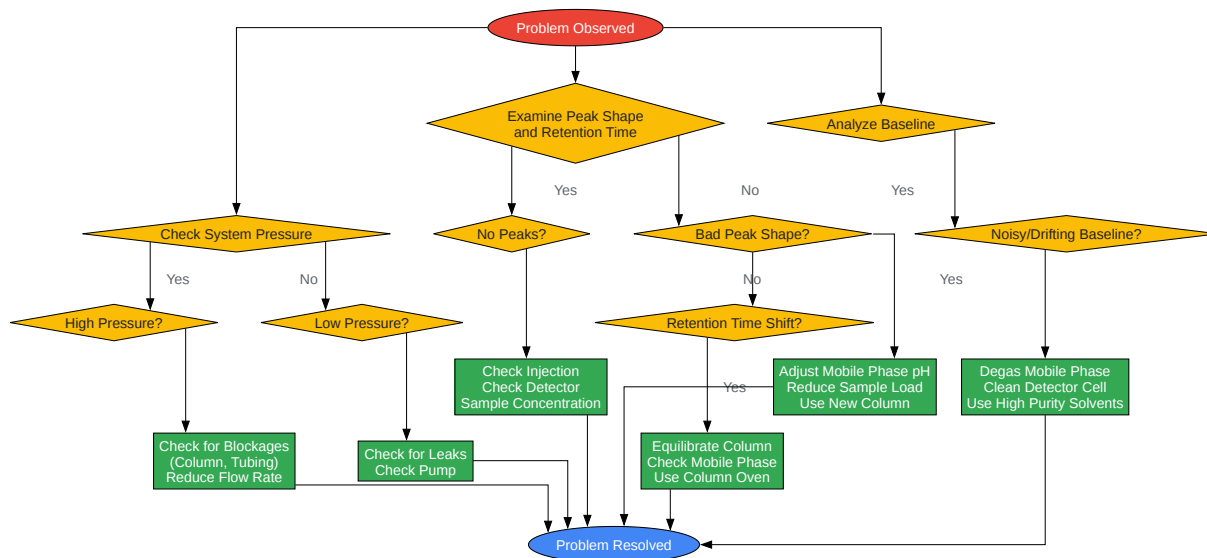 Problem Observed
Examine Peak Shape
and Retention Time
Analyze Baseline
Yes
No
Yes
Check System Pressure
No Peaks?
Bad Peak Shape?
Noisy/Drifting Baseline?
Yes
No
No
Yes
High Pressure?
Low Pressure?
Retention Time Shift?
Check Injection
Check Detector
Sample Concentration
Yes
Adjust Mobile Phase pH
Reduce Sample Load
Use New Column
Degas Mobile Phase
Clean Detector Cell
Use High Purity Solvents
Check for Blockages
(Column, Tubing)
Reduce Flow Rate
Check for Leaks
Check Pump
Equilibrate Column
Check Mobile Phase
Use Column Oven
Problem Resolved